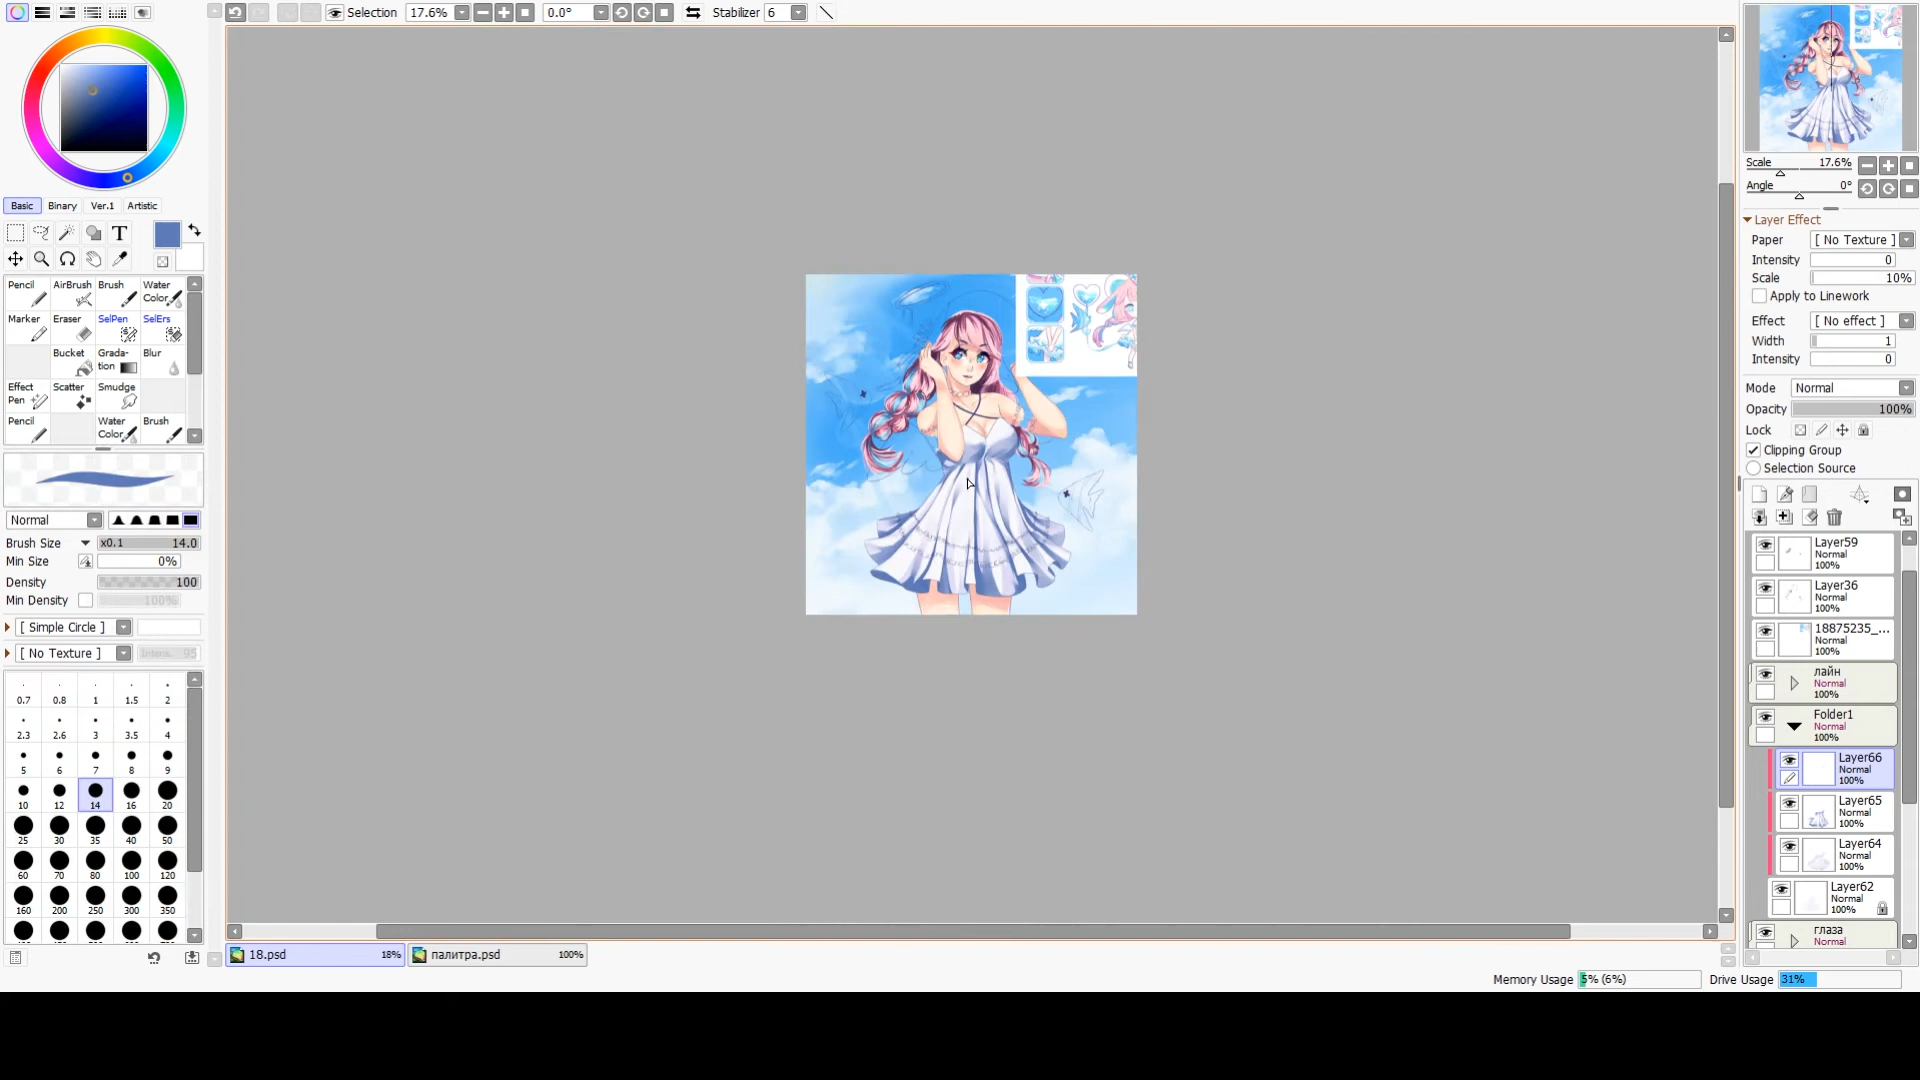 Selection 17.6% 0.0° Stabilizer 6
Basic Binary Ver.1 Artistic
T
Pencil AirBrush Brush Water Color
Marker Eraser SelPen SelErs
Bucket Gradation Blur
Effect Pen Scatter Smudge
Pencil Water Color Brush
Normal
Brush Size x0.1 14.0
Min Size 0%
Density 100
Min Density 100%
[ Simple Circle ]
[ No Texture ] Intens. 95
0.7 0.8 1 1.5 2
2.3 2.6 3 3.5 4
5 6 7 8 9
10 12 14 16 20
25 30 35 40 50
60 70 80 100 120
160 200 250 300 350
18.psd 18% палитра.psd 100%
Scale 17.6%
Angle 0°
Layer Effect
Paper [ No Texture ]
Intensity 0
Scale 10%
Apply to Linework
Effect [ No effect ]
Width 1
Intensity 0
Mode Normal
Opacity 100%
Lock
Clipping Group
Selection Source
Layer59
Normal
100%
Layer36
Normal
100%
18875235_...
Normal
100%
лайн
Normal
100%
Folder1
Normal
100%
Layer66
Normal
100%
Layer65
Normal
100%
Layer64
Normal
100%
Layer62
Normal
100%
глаза
Normal
Memory Usage 5% (6%) Drive Usage 31%